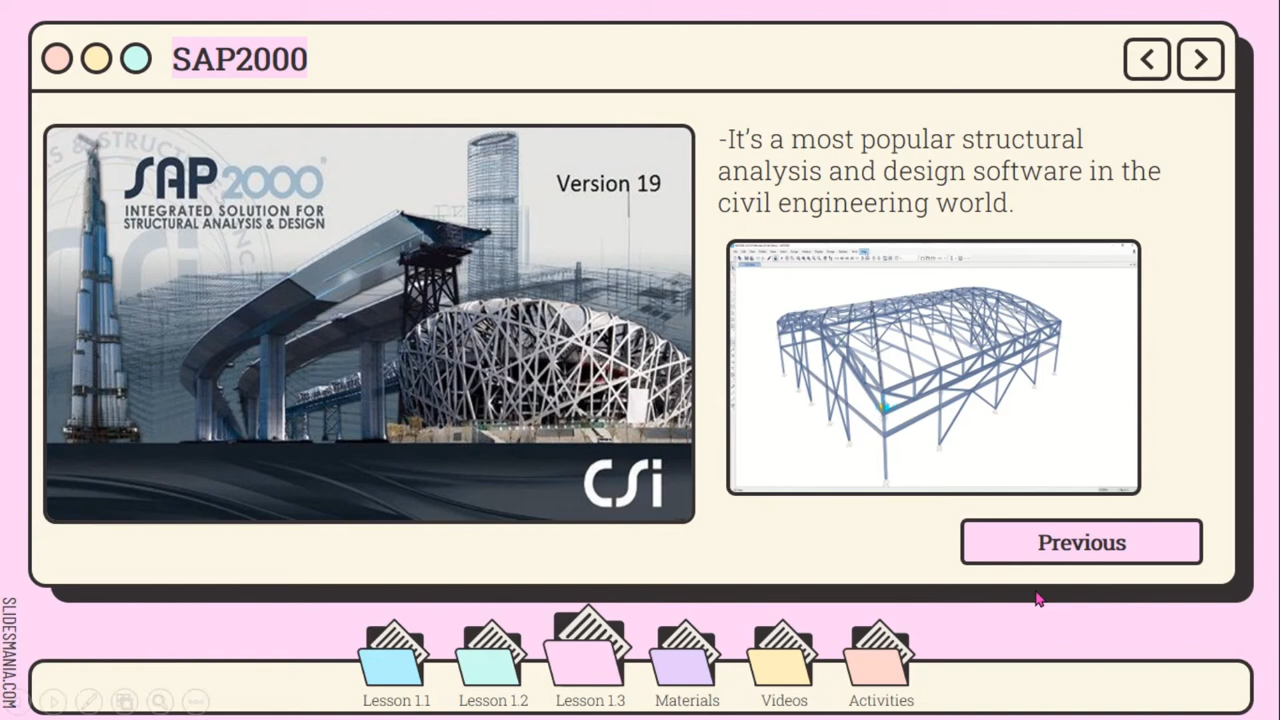 SAP2000
SAP2000
INTEGRATED SOLUTION FOR
STRUCTURAL ANALYSIS & DESIGN
Version 19
CSi
-It’s a most popular structural
analysis and design software in the
civil engineering world.
Previous
SLIDESMANIA.COM
Lesson 1.1
Lesson 1.2
Lesson 1.3
Materials
Videos
Activities